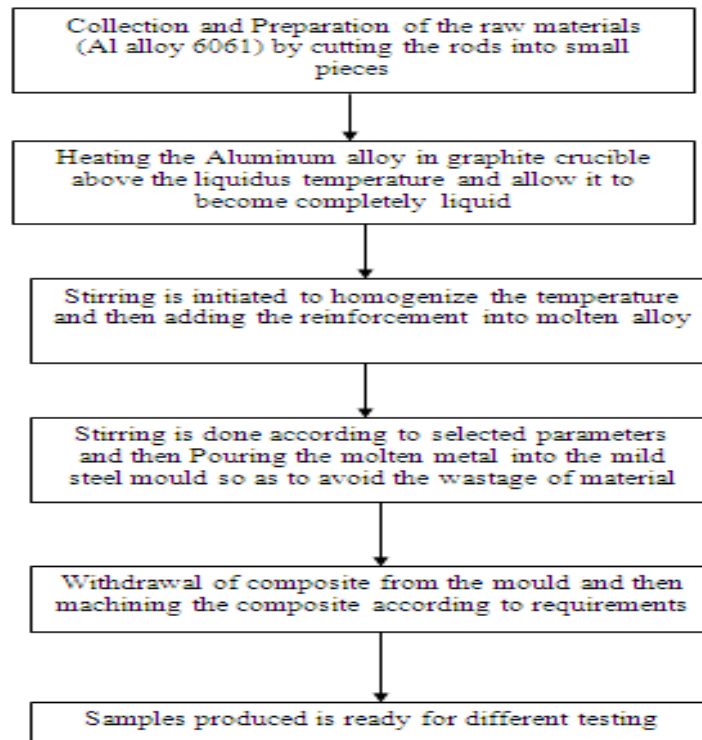 Collection and Preparation of the raw materials
(Al alloy 6061) by cutting the rods into small
pieces
Heating the Aluminum alloy in graphite crucible
above the liquidus temperature and allow it to
become completely liquid
Stirring is initiated to homogenize the temperature
and then adding the reinforcement into molten alloy
Stirring is done according to selected parameters
and then Pouring the molten metal into the mild
steel mould so as to avoid the wastage of material
Withdrawal of composite from the mould and then
machining the composite according to requirements
Samples produced is ready for different testing